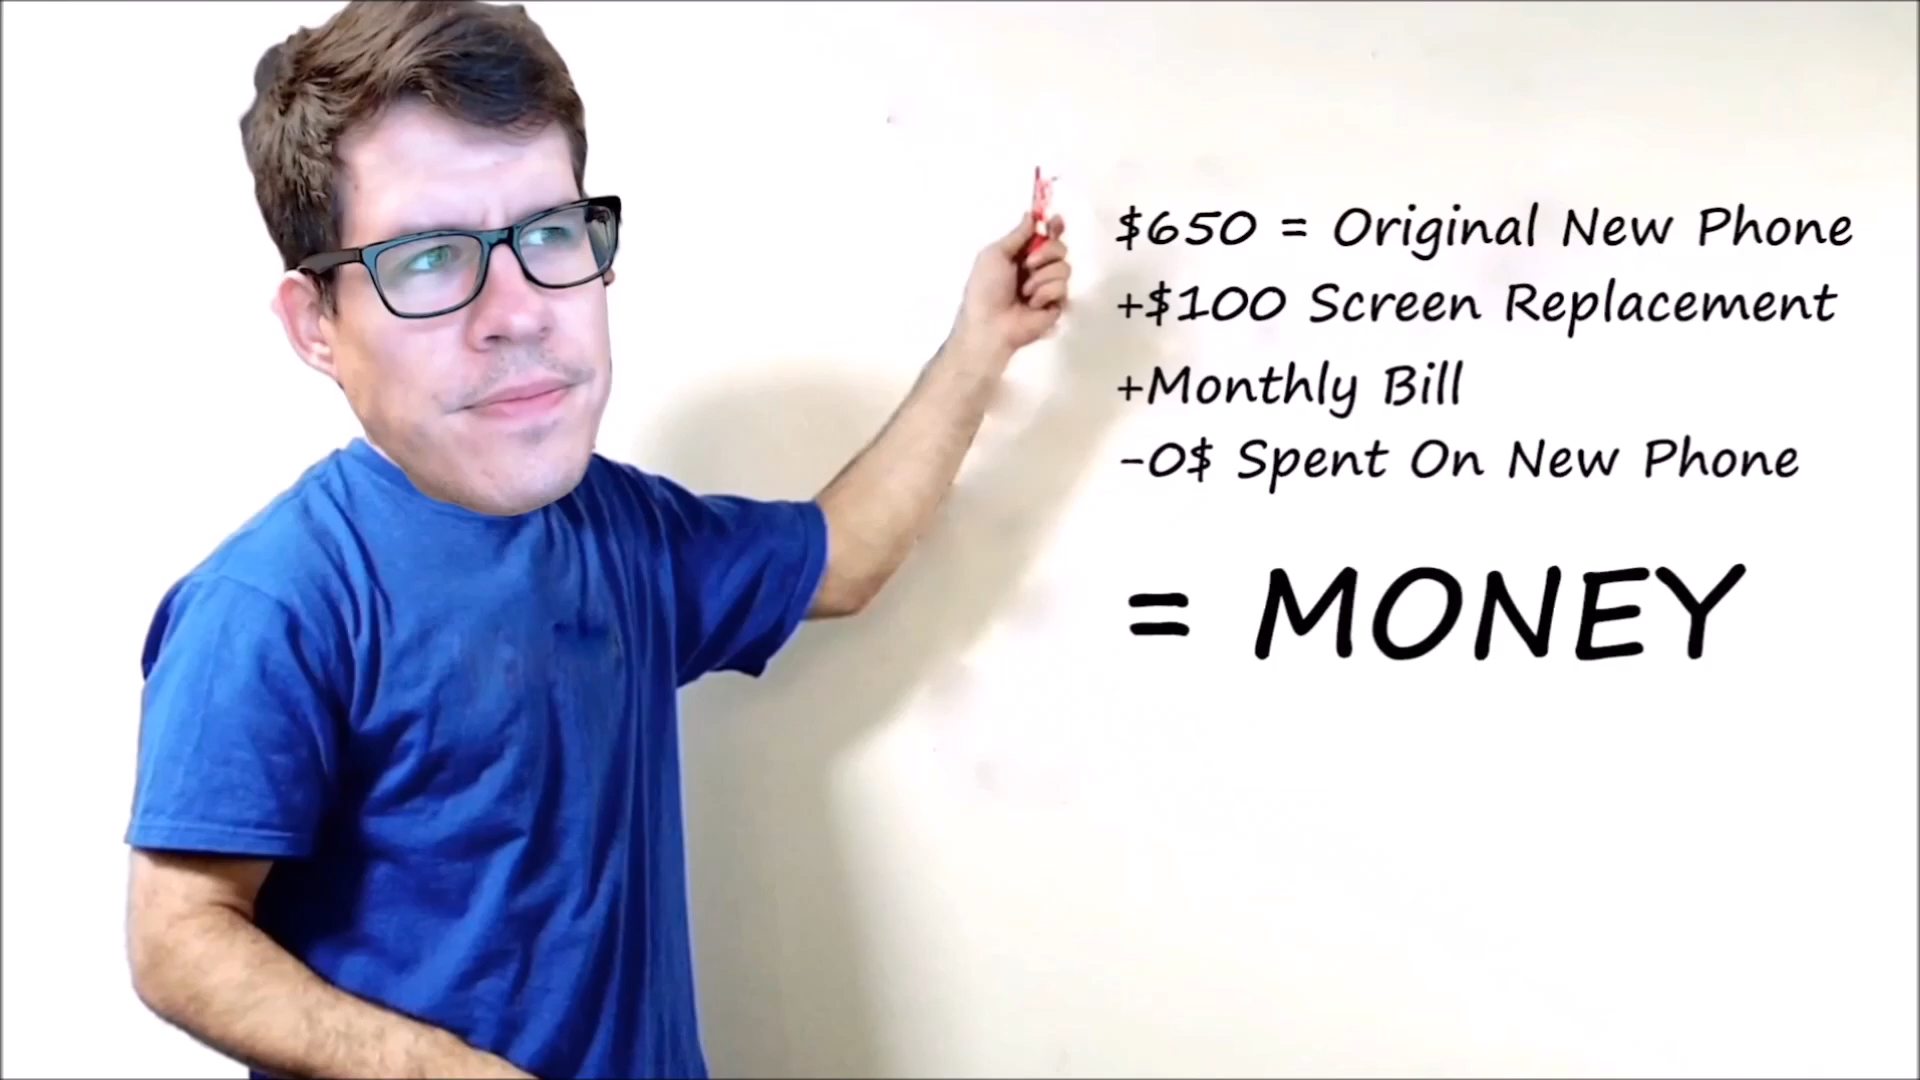 $650 = Original New Phone
+$100 Screen Replacement
+Monthly Bill
-0$ Spent On New Phone
= MONEY